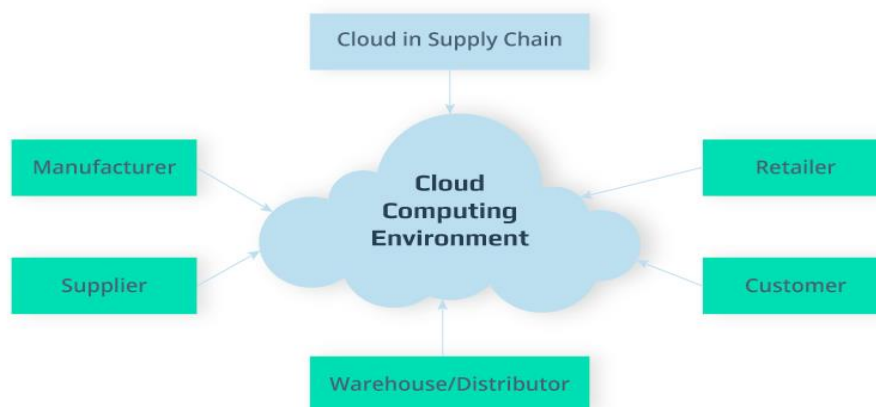 Cloud in Supply Chain
Manufacturer
Retailer
Cloud
Computing
Environment
Supplier
Customer
Warehouse/Distributor